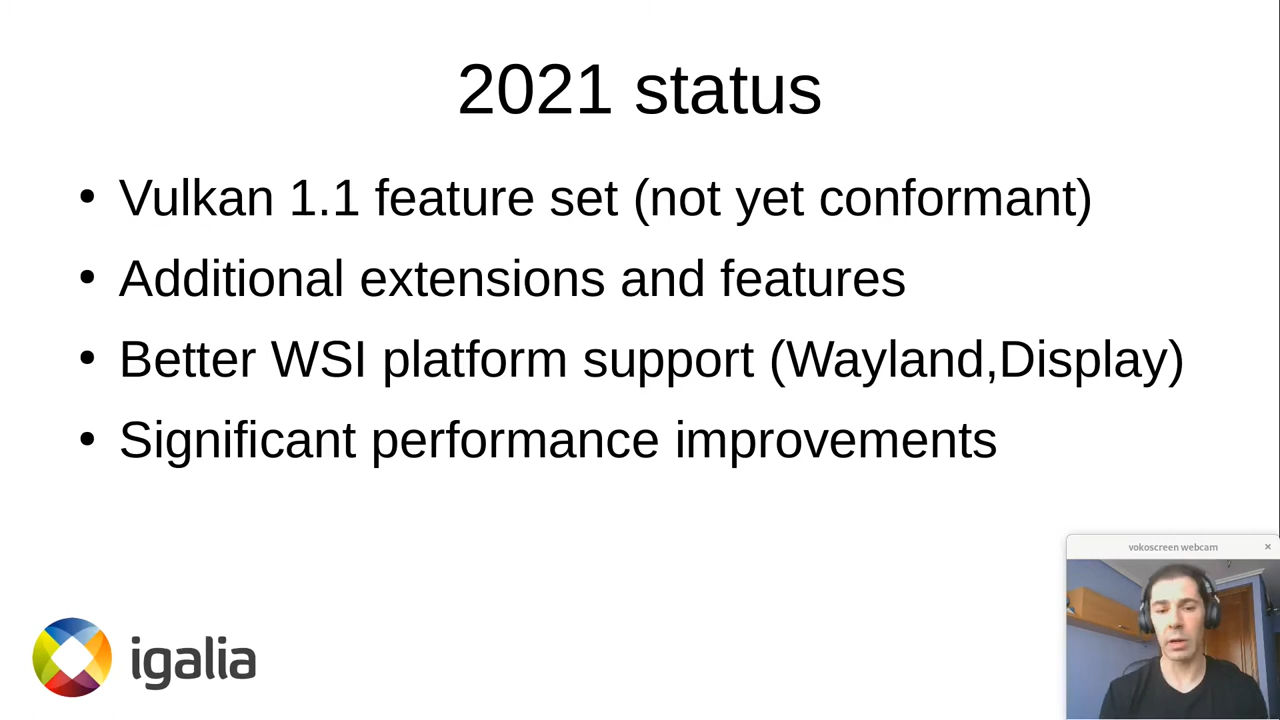 2021 status
• Vulkan 1.1 feature set (not yet conformant)
• Additional extensions and features
• Better WSI platform support (Wayland,Display)
• Significant performance improvements
vokoscreen webcam ×
igalia